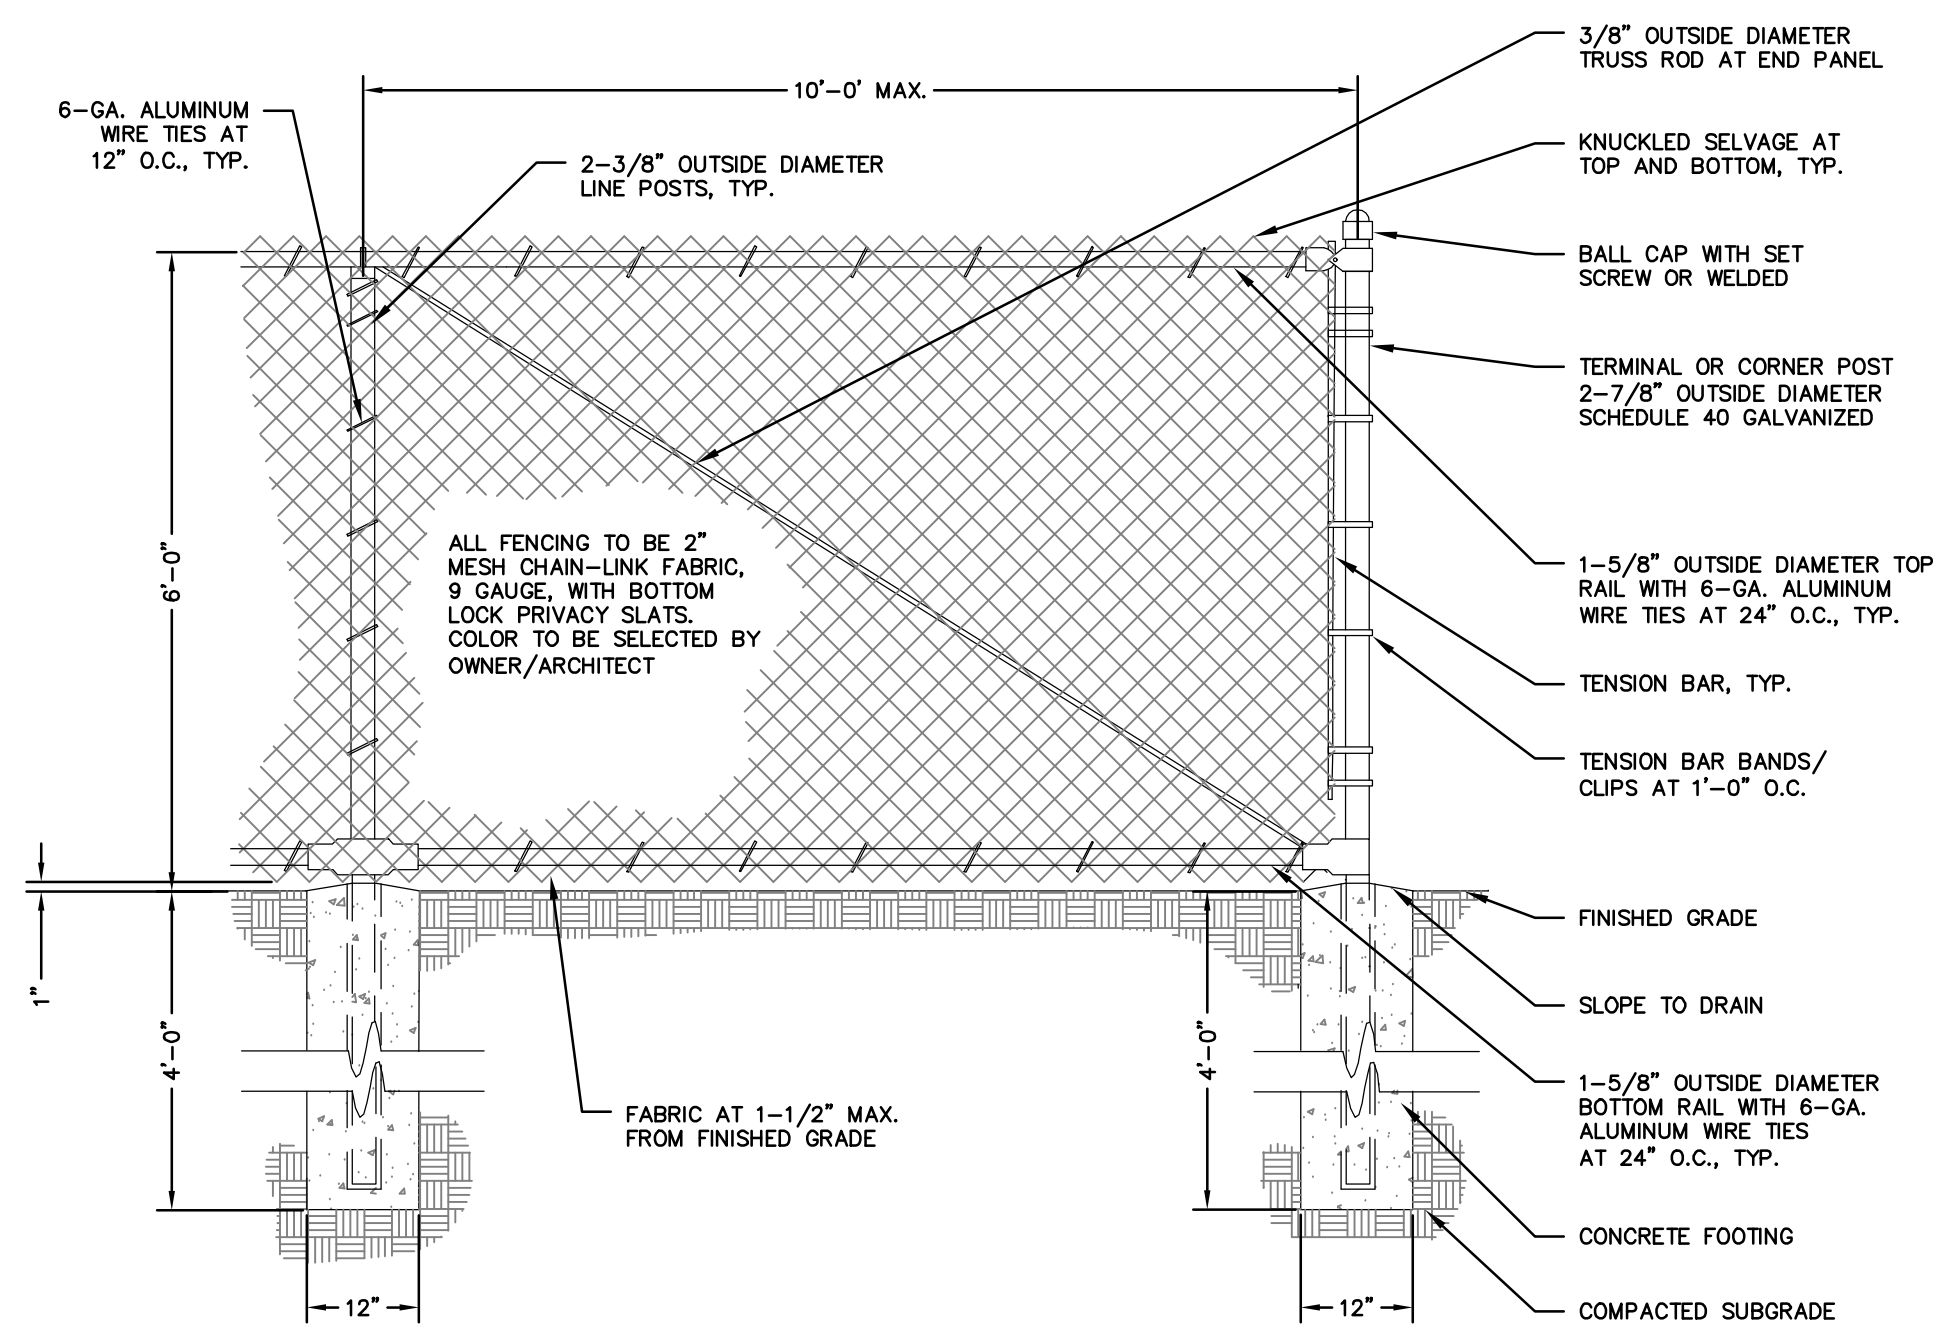 3/8" OUTSIDE DIAMETER
TRUSS ROD AT END PANEL
10'-0' MAX.
6-GA. ALUMINUM
WIRE TIES AT
12" O.C., TYP.
2-3/8" OUTSIDE DIAMETER
LINE POSTS, TYP.
KNUCKLED SELVAGE AT
TOP AND BOTTOM, TYP.
BALL CAP WITH SET
SCREW OR WELDED
TERMINAL OR CORNER POST
2-7/8" OUTSIDE DIAMETER
SCHEDULE 40 GALVANIZED
6'-0"
ALL FENCING TO BE 2"
MESH CHAIN-LINK FABRIC,
9 GAUGE, WITH BOTTOM
LOCK PRIVACY SLATS.
COLOR TO BE SELECTED BY
OWNER/ARCHITECT
1-5/8" OUTSIDE DIAMETER TOP
RAIL WITH 6-GA. ALUMINUM
WIRE TIES AT 24" O.C., TYP.
TENSION BAR, TYP.
TENSION BAR BANDS/
CLIPS AT 1'-0" O.C.
FINISHED GRADE
1"
SLOPE TO DRAIN
4'-0"
4'-0"
1-5/8" OUTSIDE DIAMETER
BOTTOM RAIL WITH 6-GA.
ALUMINUM WIRE TIES
AT 24" O.C., TYP.
FABRIC AT 1-1/2" MAX.
FROM FINISHED GRADE
CONCRETE FOOTING
12"
12"
COMPACTED SUBGRADE